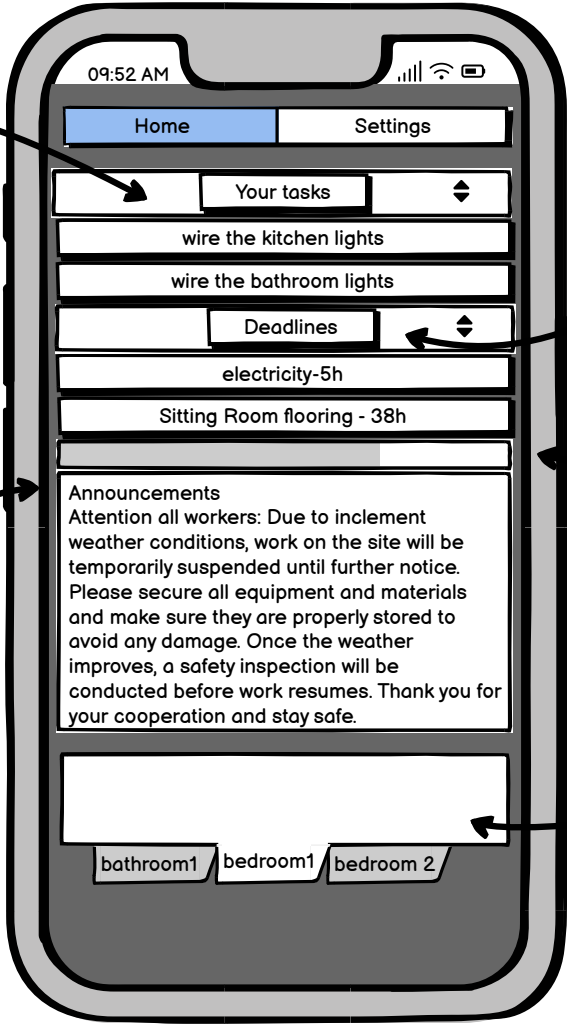 09:52 AM
Home Settings
Your tasks
wire the kitchen lights
wire the bathroom lights
Deadlines
electricity-5h
Sitting Room flooring - 38h
Announcements
Attention all workers: Due to inclement
weather conditions, work on the site will be
temporarily suspended until further notice.
Please secure all equipment and materials
and make sure they are properly stored to
avoid any damage. Once the weather
improves, a safety inspection will be
conducted before work resumes. Thank you for
your cooperation and stay safe.
bathroom1 bedroom1 bedroom 2